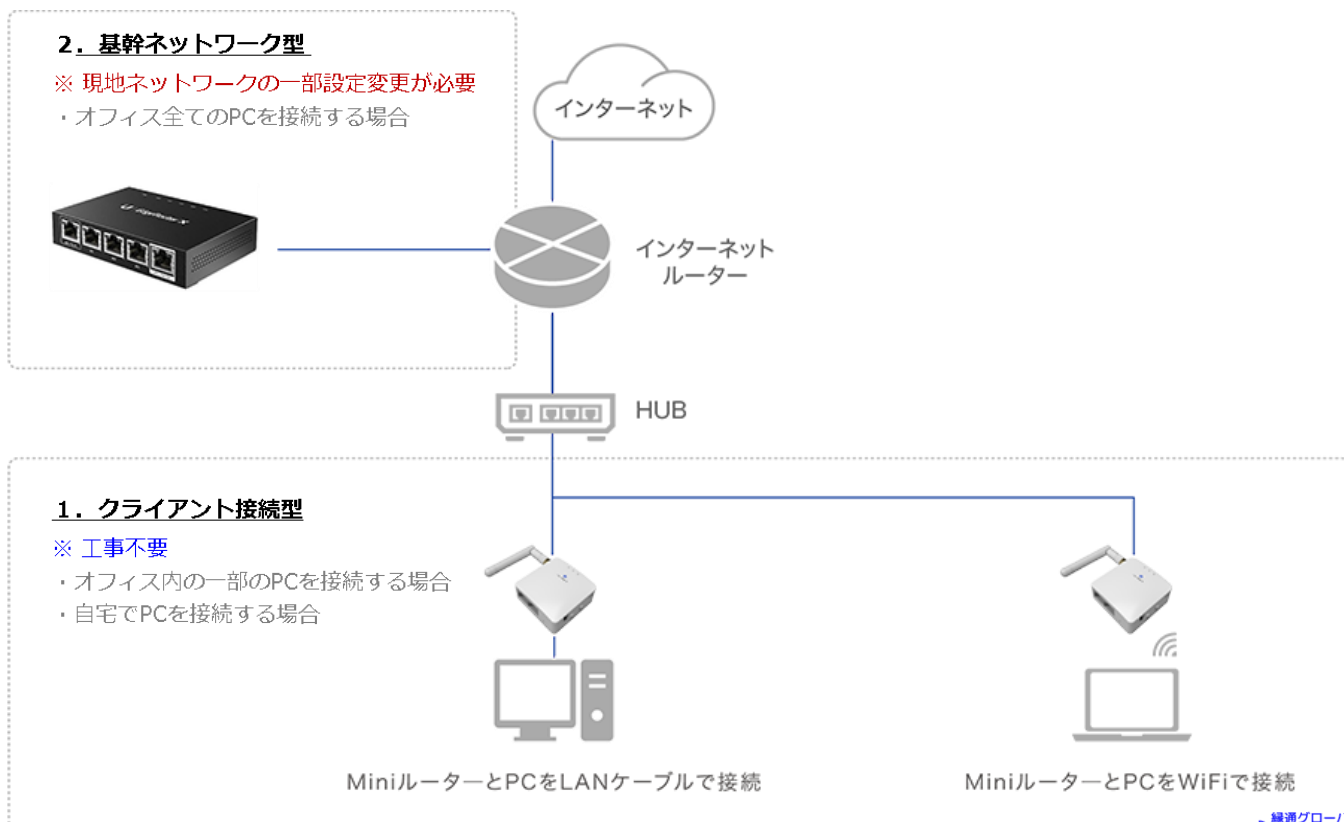 2. 基幹ネットワーク型
※ 現地ネットワークの一部設定変更が必要
・オフィス全てのPCを接続する場合
インターネット
EdgeRouter X
インターネット
ルーター
HUB
1. クライアント接続型
※ 工事不要
・オフィス内の一部のPCを接続する場合
・自宅でPCを接続する場合
Miniルーターと​PCをLANケーブルで接続
MiniルーターとPCをWiFiで接続
縁通グローバ